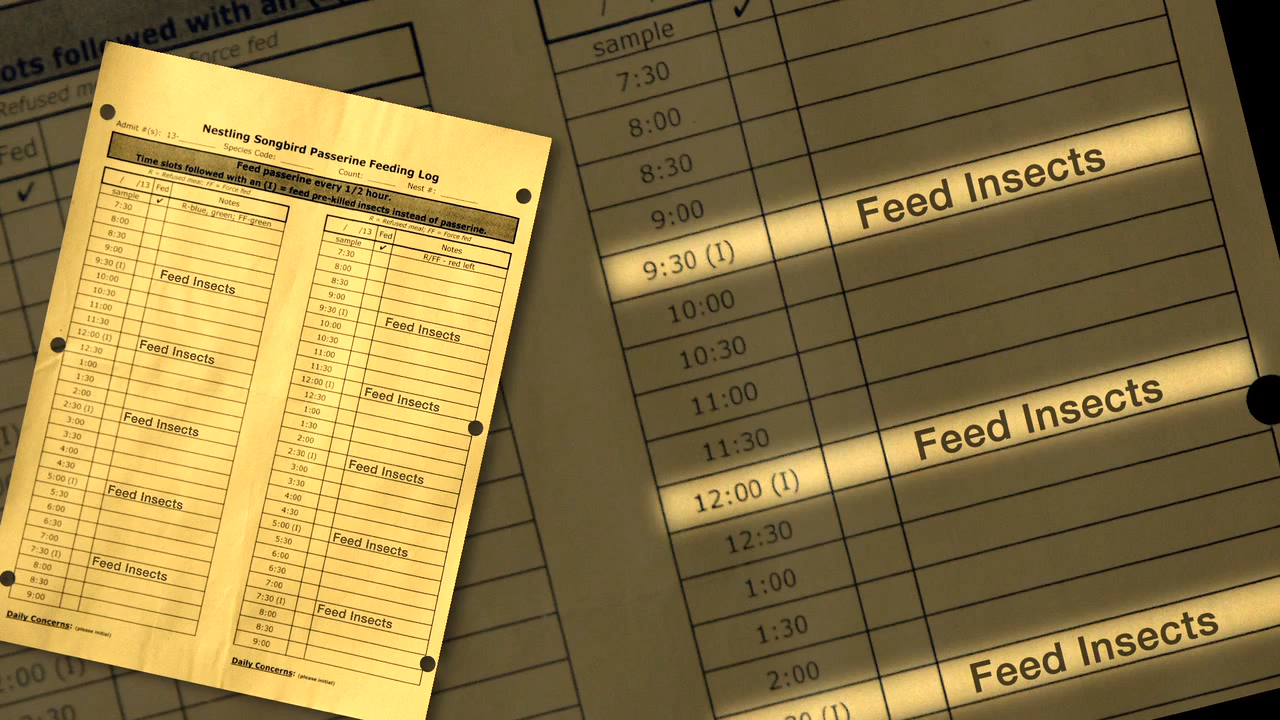 Nestling Songbird Passerine Feeding Log
Admit #(s): 13-
Species Code:
Count:
Nest #:
Feed passerine every 1/2 hour.
Time slots followed with an (I) = feed pre-killed insects instead of passerine.
R = Refused meal; FF = Force fed
/ /13 Fed Notes
sample ✓ R-blue, green; FF-green
7:30
8:00
8:30
9:00
9:30 (I) Feed Insects
10:00
10:30
11:00
11:30
12:00 (I) Feed Insects
12:30
1:00
1:30
2:00
2:30 (I) Feed Insects
3:00
3:30
4:00
4:30
5:00 (I) Feed Insects
5:30
6:00
6:30
7:00
7:30 (I) Feed Insects
8:00
8:30
9:00
Daily Concerns: (please initial)
R = Refused meal; FF = Force fed
/ /13 Fed Notes
sample ✓ R/FF - red left
7:30
8:00
8:30
9:00
9:30 (I) Feed Insects
10:00
10:30
11:00
11:30
12:00 (I) Feed Insects
12:30
1:00
1:30
2:00
2:30 (I) Feed Insects
3:00
3:30
4:00
5:00 (I) Feed Insects
5:30
6:00
6:30
7:00
7:30 (I) Feed Insects
8:00
8:30
9:00
Daily Concerns: (please initial)
ots followed with an (
Refused m Force fed
Fed
✓
:00 (I)
:30
/ ✓
sample
7:30
8:00
8:30
9:00
9:30 (I) Feed Insects
10:00
10:30
11:00
11:30
12:00 (I) Feed Insects
12:30
1:00
1:30
2:00
30 (I) Feed Insects